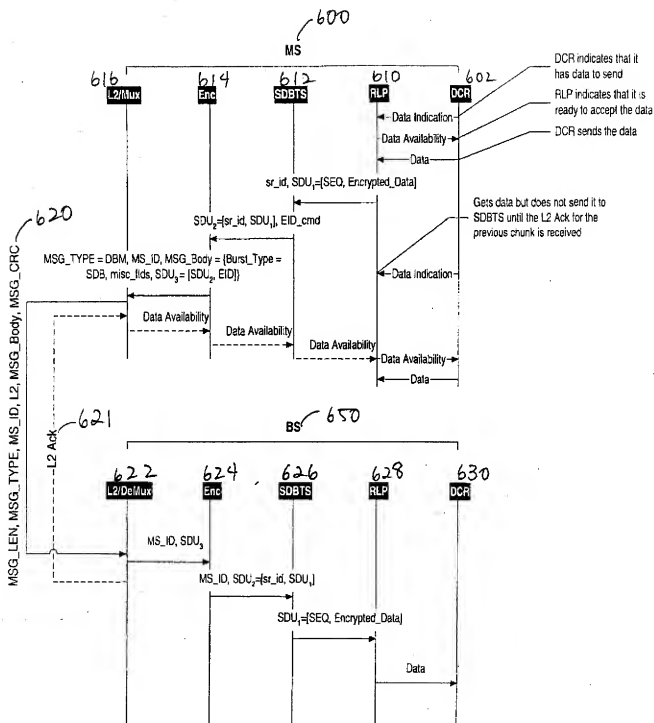 600
MS
616
614
612
610
602
L2/Mux
Enc
SDBTS
RLP
DCR
DCR indicates that it
has data to send
RLP indicates that it is
ready to accept the data
DCR sends the data
Data Indication
Data Availability
Data
sr_id, SDU1=[SEQ, Encrypted_Data]
SDU2=[sr_id, SDU1], EID_cmd
Gets data but does not send it to
SDBTS until the L2 Ack for the
previous chunk is received
620
MSG_TYPE = DBM, MS_ID, MSG_Body = {Burst_Type =
SDB, misc_flds, SDU3 = [SDU2, EID]}
Data Indication
Data Availability
Data Availability
Data Availability
Data Availability
Data
MSG_LEN, MSG_TYPE, MS_ID, L2, MSG_Body, MSG_CRC
621
L2 Ack
BS
650
622
624
626
628
630
L2/DeMux
Enc
SDBTS
RLP
DCR
MS_ID, SDU3
MS_ID, SDU2=[sr_id, SDU1]
SDU1=[SEQ, Encrypted_Data]
Data